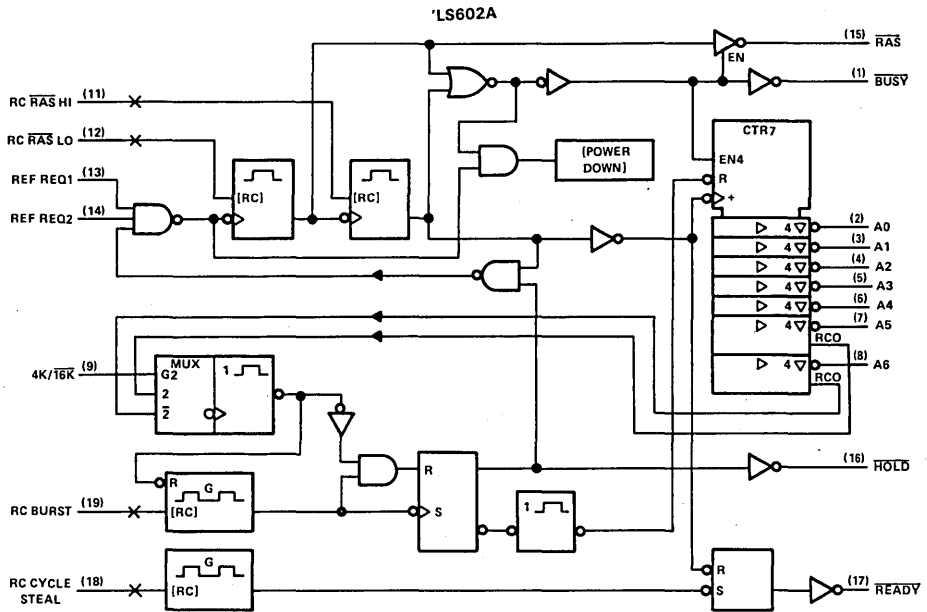 'LS602A
(15) RAS
EN
(1) BUSY
RC RAS HI (11)
RC RAS LO (12)
REF REQ1 (13)
REF REQ2 (14)
[RC]
[RC]
[POWER DOWN]
CTR7
EN4
R
+
4 (2) A0
4 (3) A1
4 (4) A2
4 (5) A3
4 (6) A4
4 (7) A5
RCO
4 (8) A6
RCO
4K/16K (9)
MUX
G2
2
2
1
R
G
[RC]
RC BURST (19)
R
S
1
(16) HOLD
G
[RC]
RC CYCLE STEAL (18)
R
S
(17) READY